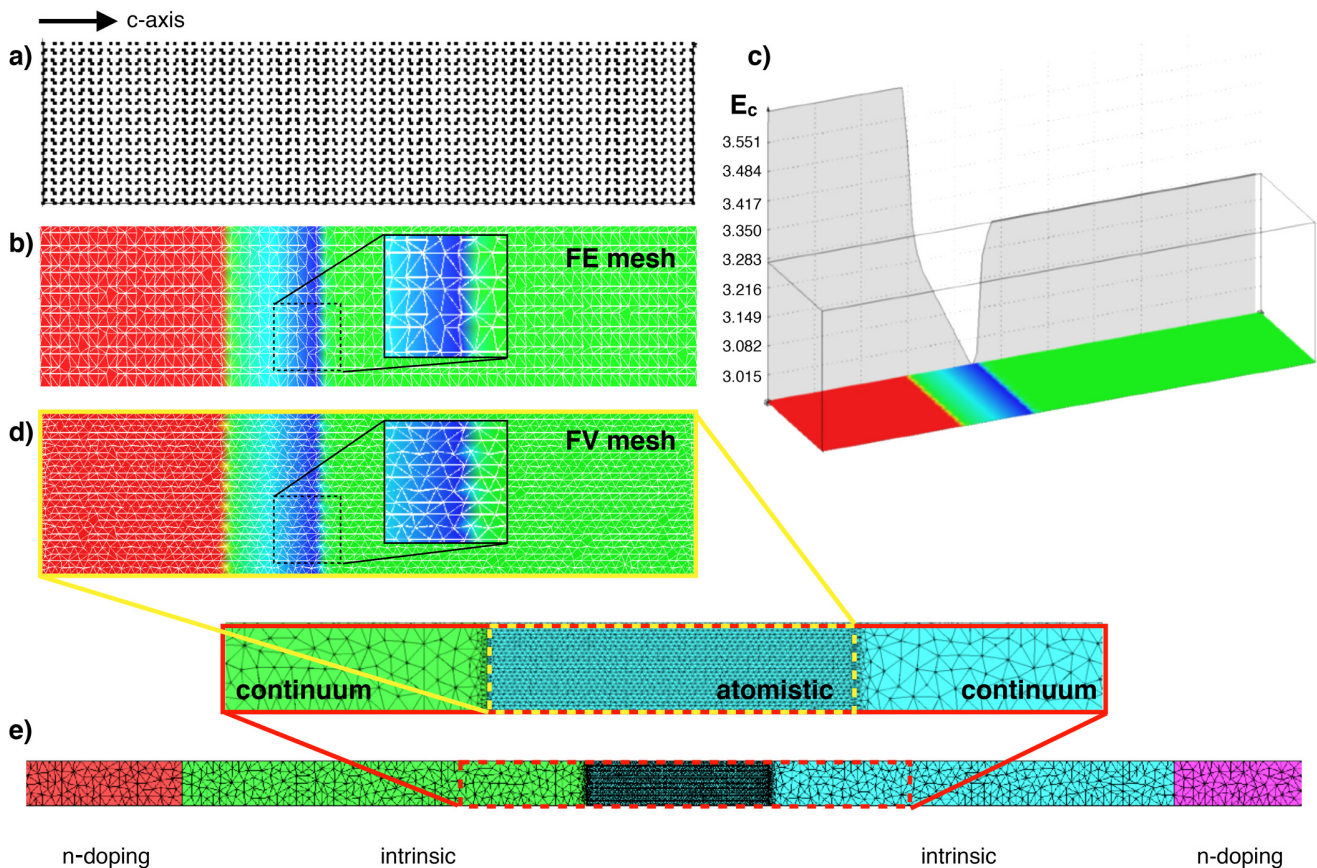 c-axis
a)
c)
E_c
3.551
3.484
3.417
3.350
3.283
3.216
3.149
3.082
3.015
b)
FE mesh
d)
FV mesh
continuum
atomistic
continuum
e)
n-doping
intrinsic
intrinsic
n-doping